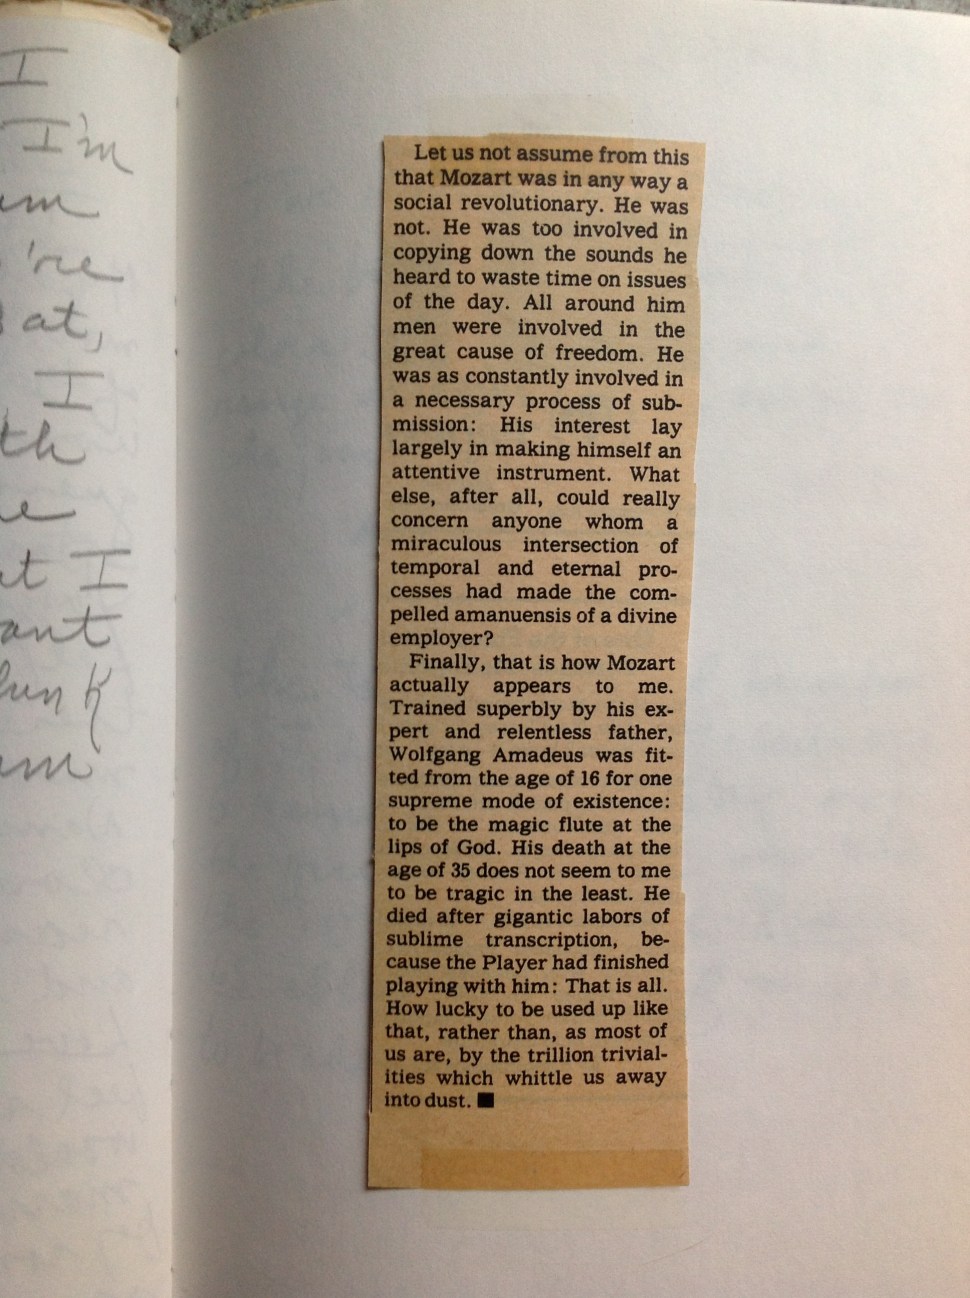 I
I'm
're
at,
I
I
Let us not assume from this
that Mozart was in any way a
social revolutionary. He was
not. He was too involved in
copying down the sounds he
heard to waste time on issues
of the day. All around him
men were involved in the
great cause of freedom. He
was as constantly involved in
a necessary process of sub-
mission: His interest lay
largely in making himself an
attentive instrument. What
else, after all, could really
concern anyone whom a
miraculous intersection of
temporal and eternal pro-
cesses had made the com-
pelled amanuensis of a divine
employer?
Finally, that is how Mozart
actually appears to me.
Trained superbly by his ex-
pert and relentless father,
Wolfgang Amadeus was fit-
ted from the age of 16 for one
supreme mode of existence:
to be the magic flute at the
lips of God. His death at the
age of 35 does not seem to me
to be tragic in the least. He
died after gigantic labors of
sublime transcription, be-
cause the Player had finished
playing with him: That is all.
How lucky to be used up like
that, rather than, as most of
us are, by the trillion trivial-
ities which whittle us away
into dust. ■